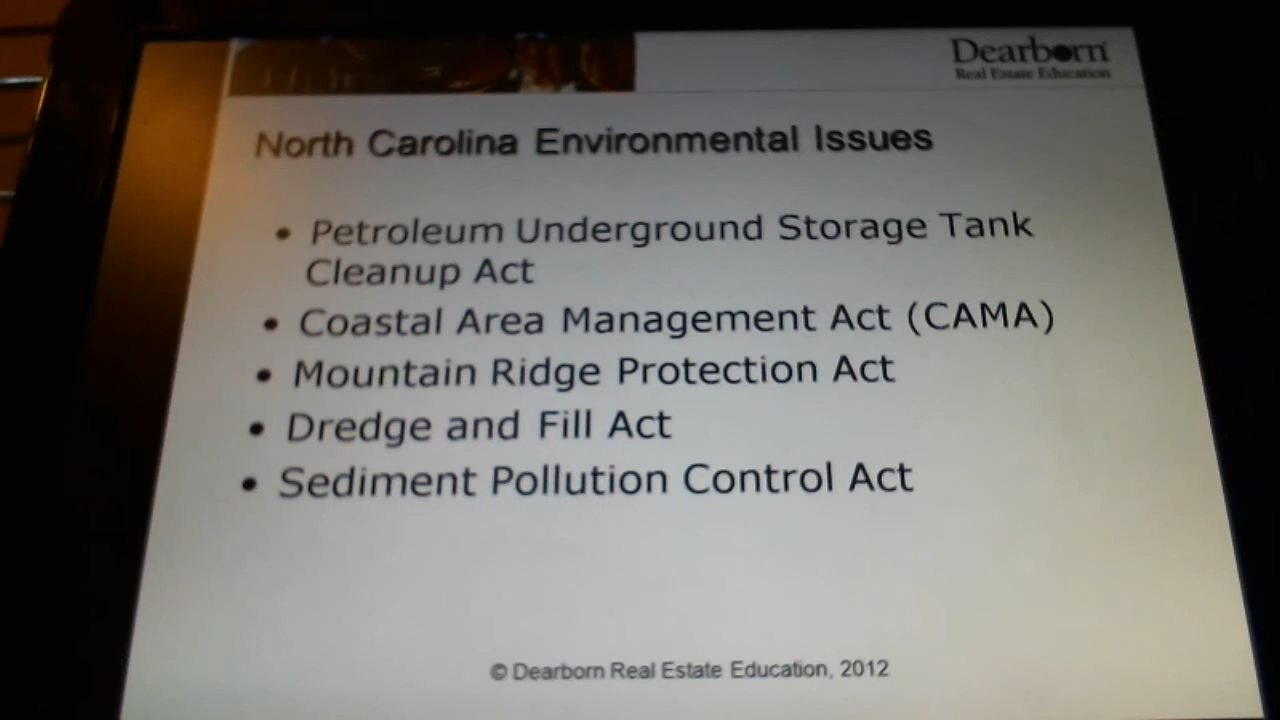 Dearborn
Real Estate Education
North Carolina Environmental Issues
• Petroleum Underground Storage Tank
Cleanup Act
• Coastal Area Management Act (CAMA)
• Mountain Ridge Protection Act
• Dredge and Fill Act
• Sediment Pollution Control Act
© Dearborn Real Estate Education, 2012